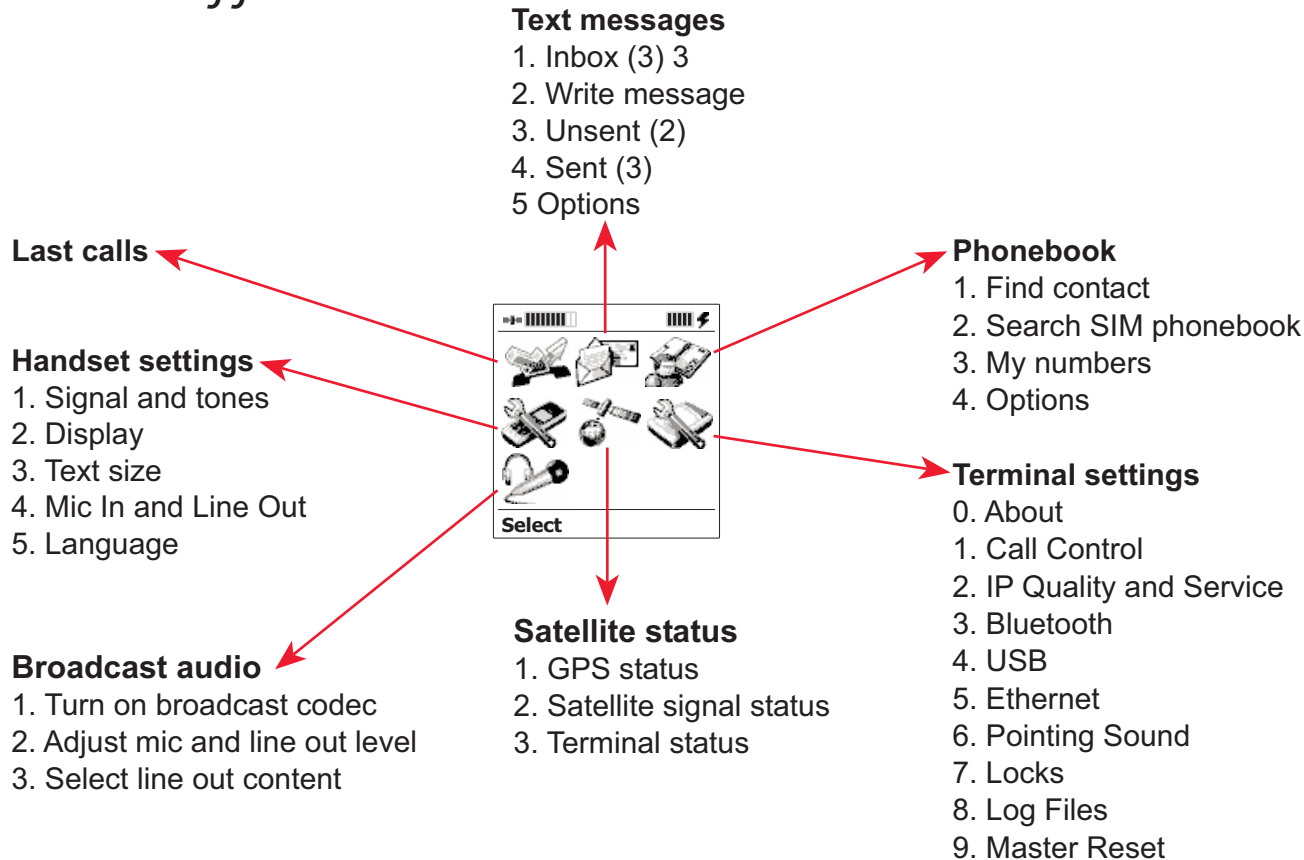 Text messages
1. Inbox (3) 3
2. Write message
3. Unsent (2)
4. Sent (3)
5 Options
Last calls
Handset settings
1. Signal and tones
2. Display
3. Text size
4. Mic In and Line Out
5. Language
Broadcast audio
1. Turn on broadcast codec
2. Adjust mic and line out level
3. Select line out content
Select
Satellite status
1. GPS status
2. Satellite signal status
3. Terminal status
Phonebook
1. Find contact
2. Search SIM phonebook
3. My numbers
4. Options
Terminal settings
0. About
1. Call Control
2. IP Quality and Service
3. Bluetooth
4. USB
5. Ethernet
6. Pointing Sound
7. Locks
8. Log Files
9. Master Reset